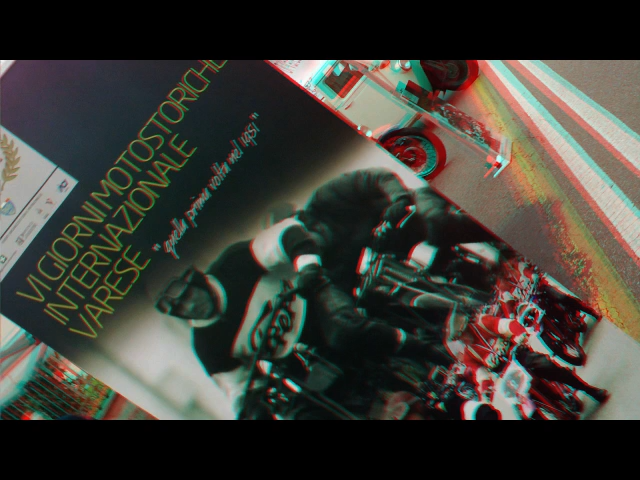 VI GIORNI MOTOSTORICHE
INTERNAZIONALE
VARESE
"quella prima volta nel 1951"